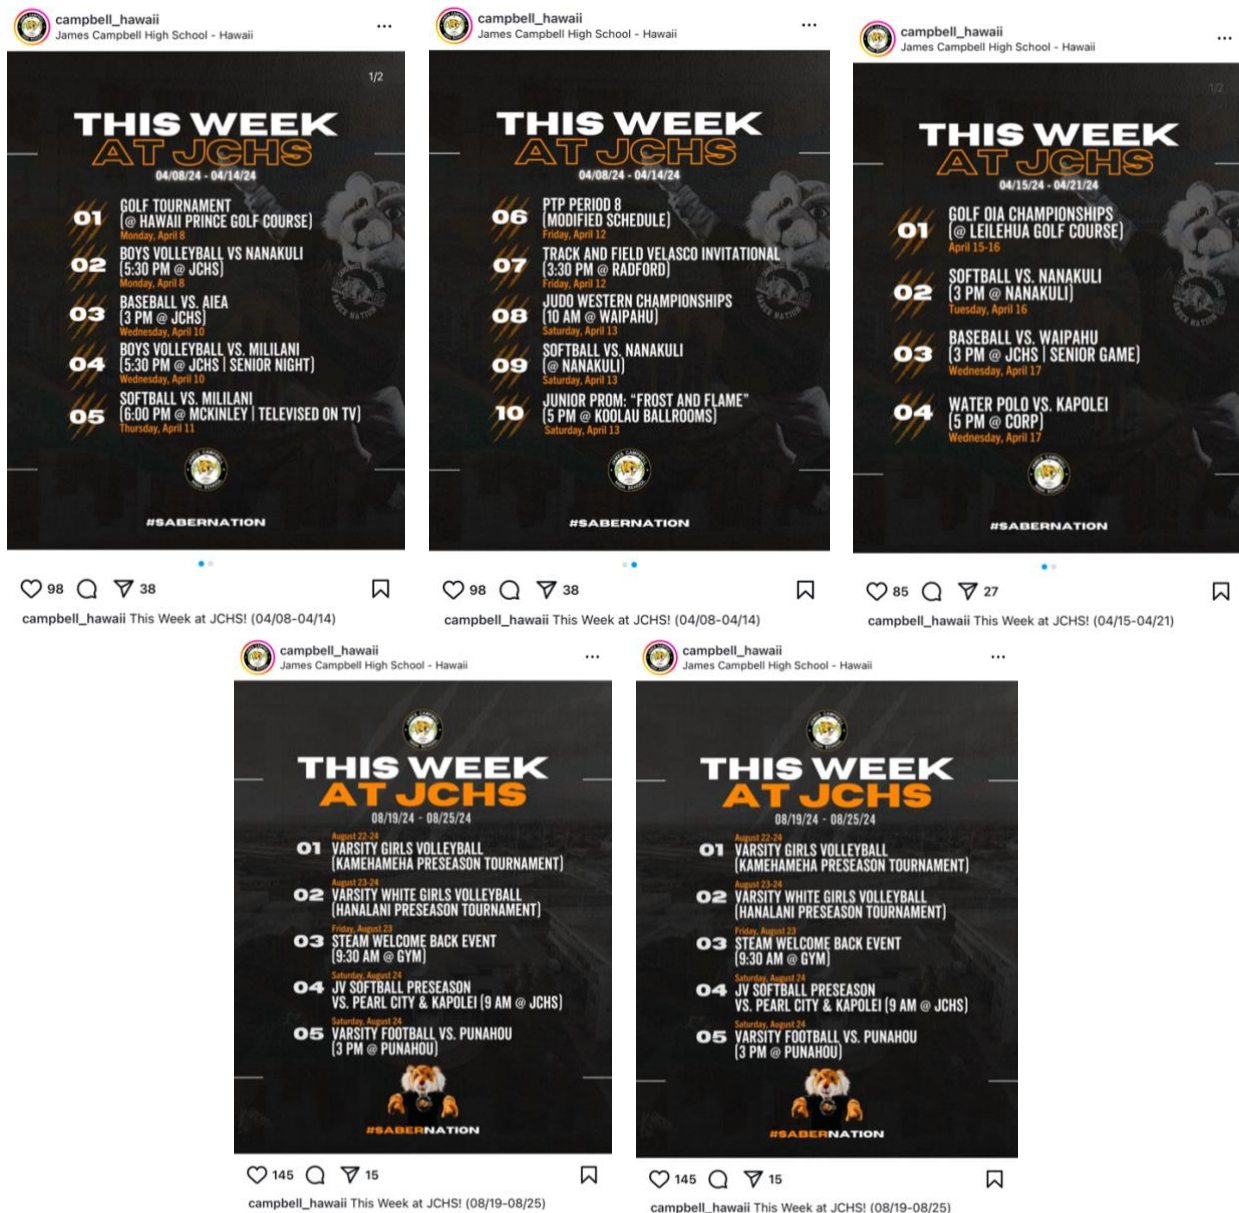 campbell_hawaii
James Campbell High School - Hawaii
1/2
THIS WEEK
AT JCHS
04/08/24 - 04/14/24
01 GOLF TOURNAMENT
(@ HAWAII PRINCE GOLF COURSE)
Monday, April 8
02 BOYS VOLLEYBALL VS NANAKULI
(5:30 PM @ JCHS)
Monday, April 8
03 BASEBALL VS. AIEA
(3 PM @ JCHS)
Wednesday, April 10
04 BOYS VOLLEYBALL VS. MILILANI
(5:30 PM @ JCHS | SENIOR NIGHT)
Wednesday, April 10
05 SOFTBALL VS. MILILANI
(6:00 PM @ MCKINLEY | TELEVISED ON TV)
Thursday, April 11
#SABERNATION
98 38
campbell_hawaii This Week at JCHS! (04/08-04/14)
campbell_hawaii
James Campbell High School - Hawaii
THIS WEEK
AT JCHS
04/08/24 - 04/14/24
06 PTP PERIOD 8
(MODIFIED SCHEDULE)
Friday, April 12
07 TRACK AND FIELD VELASCO INVITATIONAL
(3:30 PM @ RADFORD)
Friday, April 12
08 JUDO WESTERN CHAMPIONSHIPS
(10 AM @ WAIPAHU)
Saturday, April 13
09 SOFTBALL VS. NANAKULI
(@ NANAKULI)
Saturday, April 13
10 JUNIOR PROM: “FROST AND FLAME”
(5 PM @ KOOLAU BALLROOMS)
Saturday, April 13
#SABERNATION
98 38
campbell_hawaii This Week at JCHS! (04/08-04/14)
campbell_hawaii
James Campbell High School - Hawaii
1/2
THIS WEEK
AT JCHS
04/15/24 - 04/21/24
01 GOLF OIA CHAMPIONSHIPS
(@ LEILEHUA GOLF COURSE)
April 15-16
02 SOFTBALL VS. NANAKULI
(3 PM @ NANAKULI)
Tuesday, April 16
03 BASEBALL VS. WAIPAHU
(3 PM @ JCHS | SENIOR GAME)
Wednesday, April 17
04 WATER POLO VS. KAPOLEI
(5 PM @ CORP)
Wednesday, April 17
#SABERNATION
85 27
campbell_hawaii This Week at JCHS! (04/15-04/21)
campbell_hawaii
James Campbell High School - Hawaii
THIS WEEK
AT JCHS
08/19/24 - 08/25/24
August 22-24
01 VARSITY GIRLS VOLLEYBALL
(KAMEHAMEHA PRESEASON TOURNAMENT)
August 23-24
02 VARSITY WHITE GIRLS VOLLEYBALL
(HANALANI PRESEASON TOURNAMENT)
Friday, August 23
03 STEAM WELCOME BACK EVENT
(9:30 AM @ GYM)
Saturday, August 24
04 JV SOFTBALL PRESEASON
VS. PEARL CITY & KAPOLEI (9 AM @ JCHS)
Saturday, August 24
05 VARSITY FOOTBALL VS. PUNAHOU
(3 PM @ PUNAHOU)
#SABERNATION
145 15
campbell_hawaii This Week at JCHS! (08/19-08/25)
campbell_hawaii
James Campbell High School - Hawaii
THIS WEEK
AT JCHS
08/19/24 - 08/25/24
August 22-24
01 VARSITY GIRLS VOLLEYBALL
(KAMEHAMEHA PRESEASON TOURNAMENT)
August 23-24
02 VARSITY WHITE GIRLS VOLLEYBALL
(HANALANI PRESEASON TOURNAMENT)
Friday, August 23
03 STEAM WELCOME BACK EVENT
(9:30 AM @ GYM)
Saturday, August 24
04 JV SOFTBALL PRESEASON
VS. PEARL CITY & KAPOLEI (9 AM @ JCHS)
Saturday, August 24
05 VARSITY FOOTBALL VS. PUNAHOU
(3 PM @ PUNAHOU)
#SABERNATION
145 15
campbell_hawaii This Week at JCHS! (08/19-08/25)